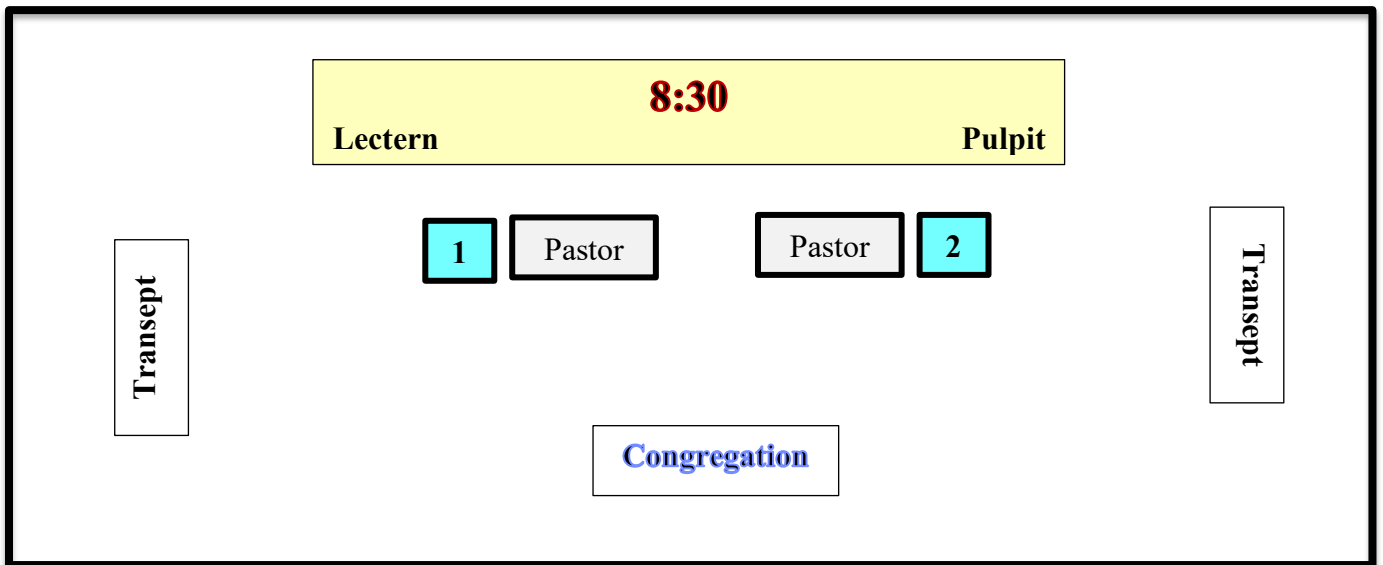 8:30
Lectern Pulpit
1 Pastor Pastor 2
Transept Transept
Congregation